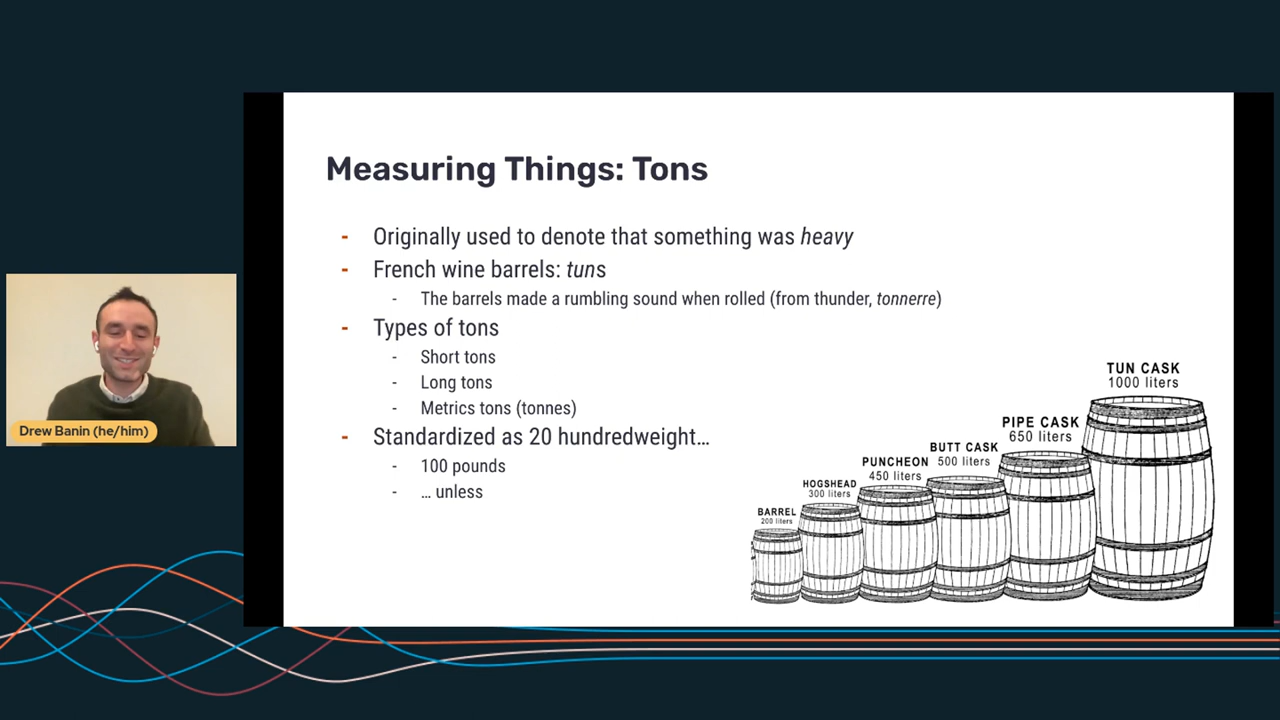 Measuring Things: Tons
- Originally used to denote that something was heavy
- French wine barrels: tuns
- The barrels made a rumbling sound when rolled (from thunder, tonnerre)
- Types of tons
- Short tons
- Long tons
- Metrics tons (tonnes)
- Standardized as 20 hundredweight…
- 100 pounds
- … unless
BARREL
200 liters
HOGSHEAD
300 liters
PUNCHEON
450 liters
BUTT CASK
500 liters
PIPE CASK
650 liters
TUN CASK
1000 liters
Drew Banin (he/him)